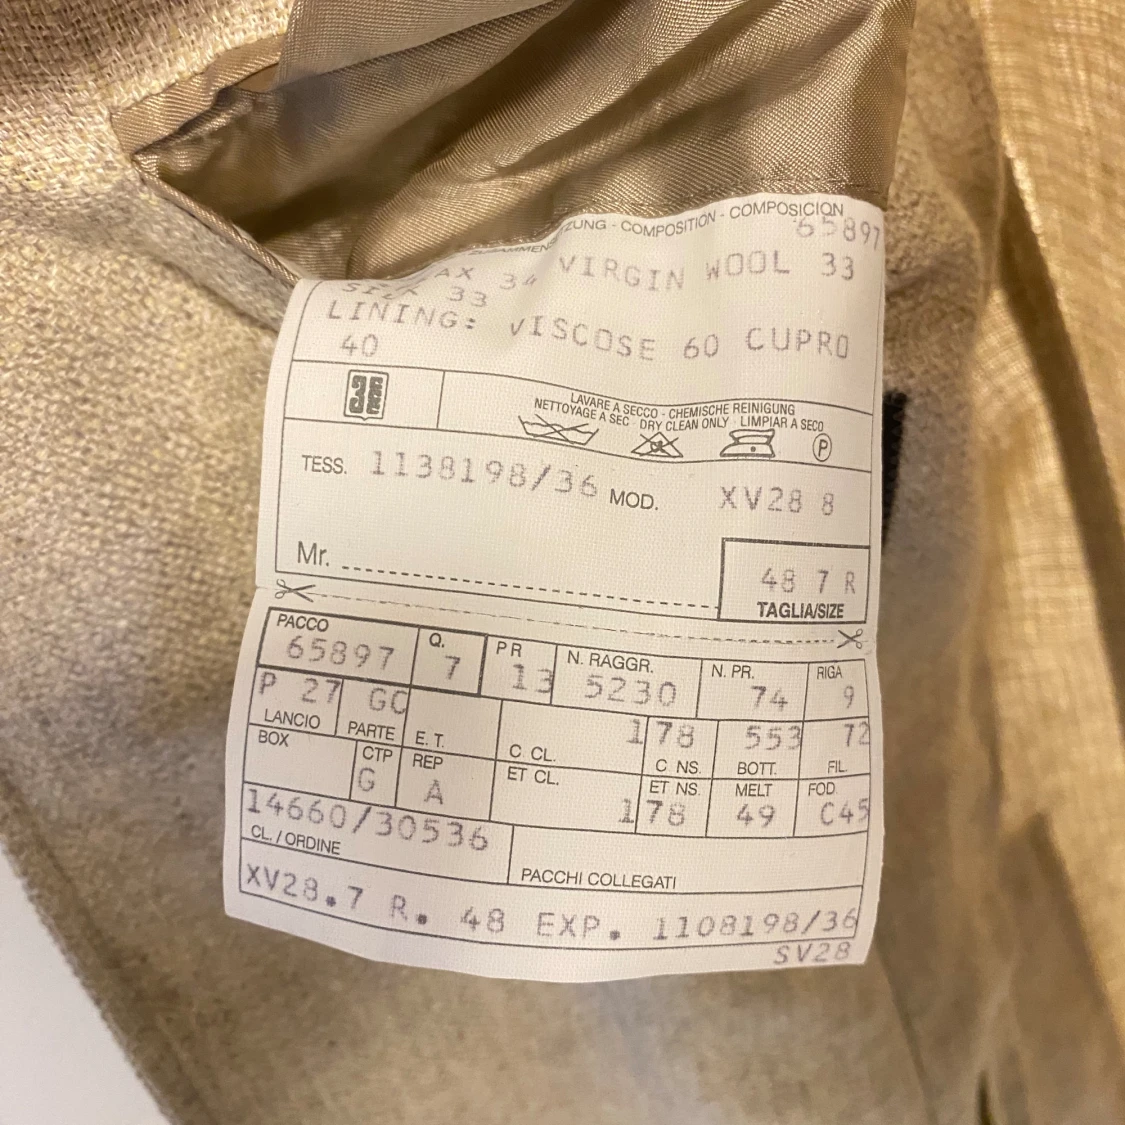 ZUNG - COMPOSITION - COMPOSICION
65897
AX 34 VIRGIN WOOL 33
SILK 33
LINING: VISCOSE 60 CUPRO
40
LAVARE A SECCO - CHEMISCHE REINIGUNG
NETTOYAGE A SEC - DRY CLEAN ONLY - LIMPIAR A SECO
P
TESS. 1138198/36 MOD. XV28 8
Mr.
48 7 R
TAGLIA/SIZE
PACCO Q. PR N. RAGGR. N. PR. RIGA
65897 7 13 5230 74 9
P 27 GC 178 553 72
LANCIO PARTE E. T. C. CL. C NS. BOTT. FIL
BOX CTP REP ET CL. ET NS. MELT FOD.
G A 178 49 C45
14660/30536
CL. / ORDINE
PACCHI COLLEGATI
XV28.7 R. 48 EXP. 1108198/36
SV28